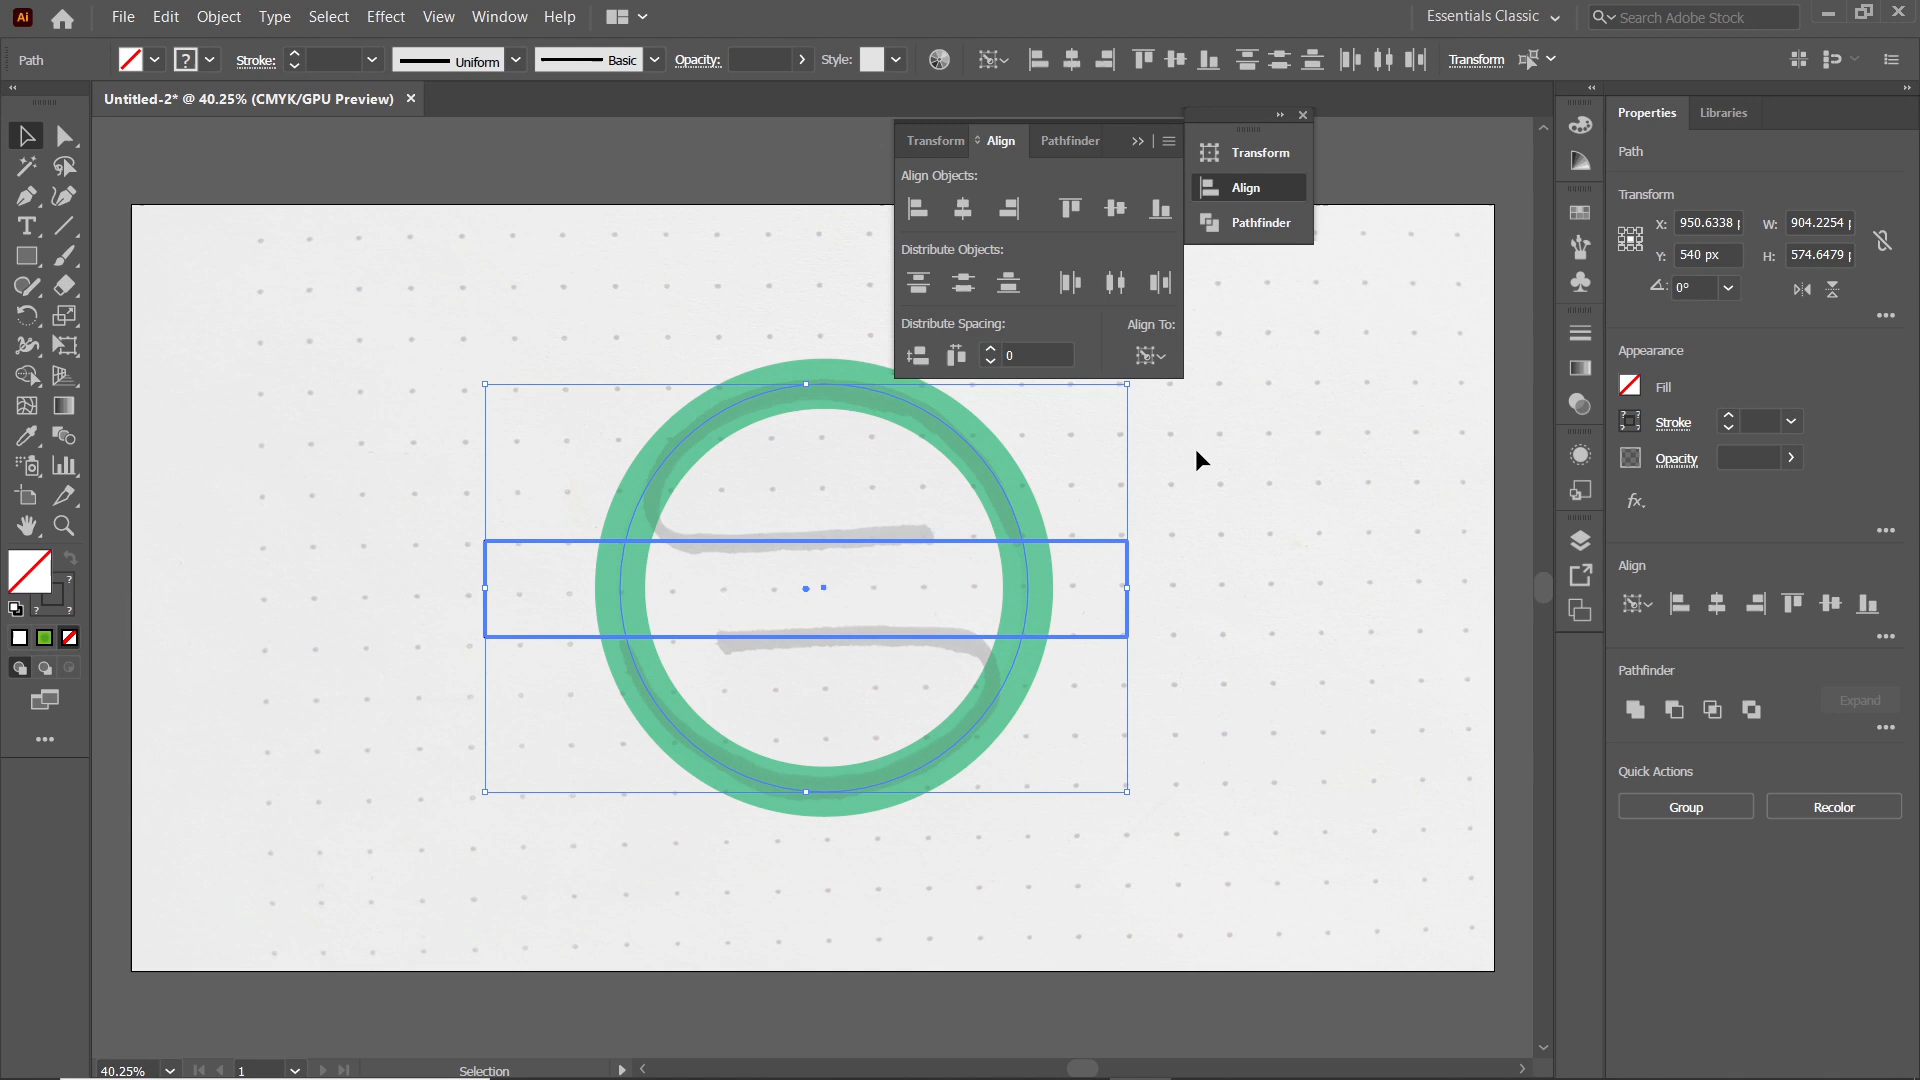 Ai File Edit Object Type Select Effect View Window Help Essentials Classic Search Adobe Stock
Path ? Stroke: Uniform Basic Opacity: Style: Transform
Untitled-2* @ 40.25% (CMYK/GPU Preview)
Transform Align Pathfinder
Align Objects:
Distribute Objects:
Distribute Spacing: Align To:
0
Transform
Align
Pathfinder
Properties Libraries
Path
Transform
X: 950.6338 W: 904.2254
Y: 540 px H: 574.6479
0°
Appearance
Fill
Stroke
Opacity
fx
Align
Pathfinder
Expand
Quick Actions
Group Recolor
T
?
? ?
40.25% 1 Selection